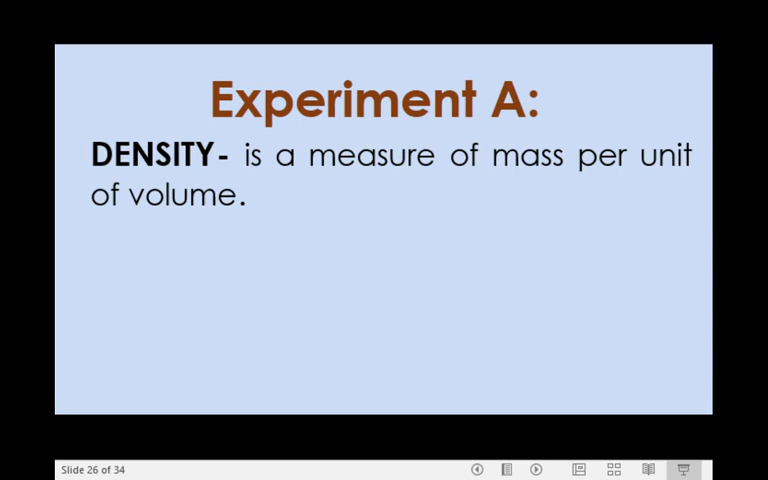 Experiment A:
DENSITY- is a measure of mass per unit
of volume.
Slide 26 of 34